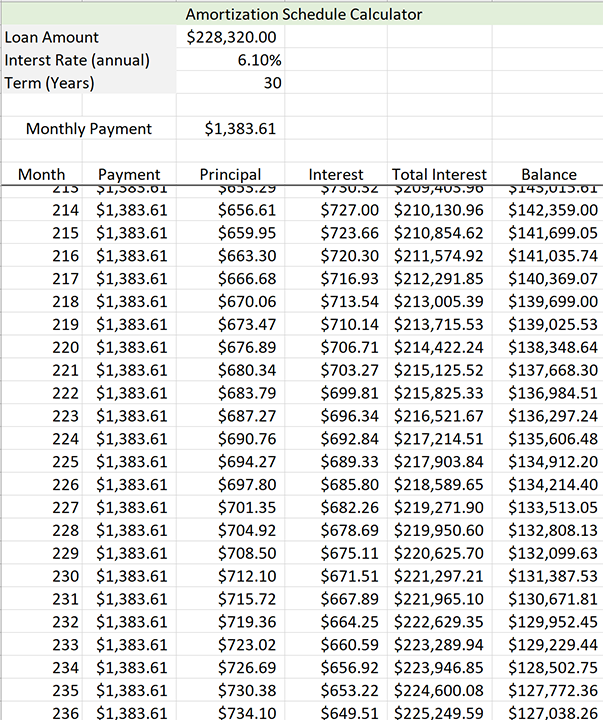 Amortization Schedule Calculator
Loan Amount $228,320.00
Interst Rate (annual) 6.10%
Term (Years) 30
Monthly Payment $1,383.61
Month Payment Principal Interest Total Interest Balance
213 $1,383.61 $653.29 $730.32 $209,403.96 $143,015.61
214 $1,383.61 $656.61 $727.00 $210,130.96 $142,359.00
215 $1,383.61 $659.95 $723.66 $210,854.62 $141,699.05
216 $1,383.61 $663.30 $720.30 $211,574.92 $141,035.74
217 $1,383.61 $666.68 $716.93 $212,291.85 $140,369.07
218 $1,383.61 $670.06 $713.54 $213,005.39 $139,699.00
219 $1,383.61 $673.47 $710.14 $213,715.53 $139,025.53
220 $1,383.61 $676.89 $706.71 $214,422.24 $138,348.64
221 $1,383.61 $680.34 $703.27 $215,125.52 $137,668.30
222 $1,383.61 $683.79 $699.81 $215,825.33 $136,984.51
223 $1,383.61 $687.27 $696.34 $216,521.67 $136,297.24
224 $1,383.61 $690.76 $692.84 $217,214.51 $135,606.48
225 $1,383.61 $694.27 $689.33 $217,903.84 $134,912.20
226 $1,383.61 $697.80 $685.80 $218,589.65 $134,214.40
227 $1,383.61 $701.35 $682.26 $219,271.90 $133,513.05
228 $1,383.61 $704.92 $678.69 $219,950.60 $132,808.13
229 $1,383.61 $708.50 $675.11 $220,625.70 $132,099.63
230 $1,383.61 $712.10 $671.51 $221,297.21 $131,387.53
231 $1,383.61 $715.72 $667.89 $221,965.10 $130,671.81
232 $1,383.61 $719.36 $664.25 $222,629.35 $129,952.45
233 $1,383.61 $723.02 $660.59 $223,289.94 $129,229.44
234 $1,383.61 $726.69 $656.92 $223,946.85 $128,502.75
235 $1,383.61 $730.38 $653.22 $224,600.08 $127,772.36
236 $1,383.61 $734.10 $649.51 $225,249.59 $127,038.26